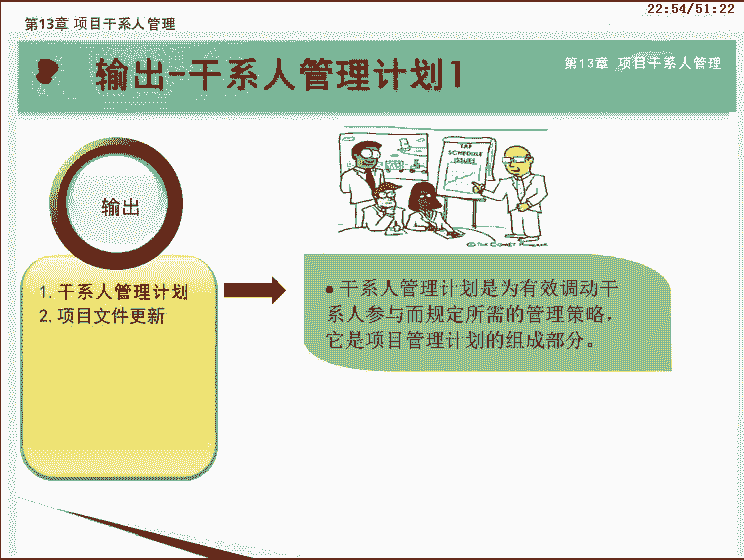 22:54/51:22
第13章 项目干系人管理
输出-干系人管理计划1
第13章 项目干系人管理
SCHEDULE
ISSUES
输出
1. 干系人管理计划
2. 项目文件更新
• 干系人管理计划是为有效调动干
系人参与而规定所需的管理策略，
它是项目管理计划的组成部分。